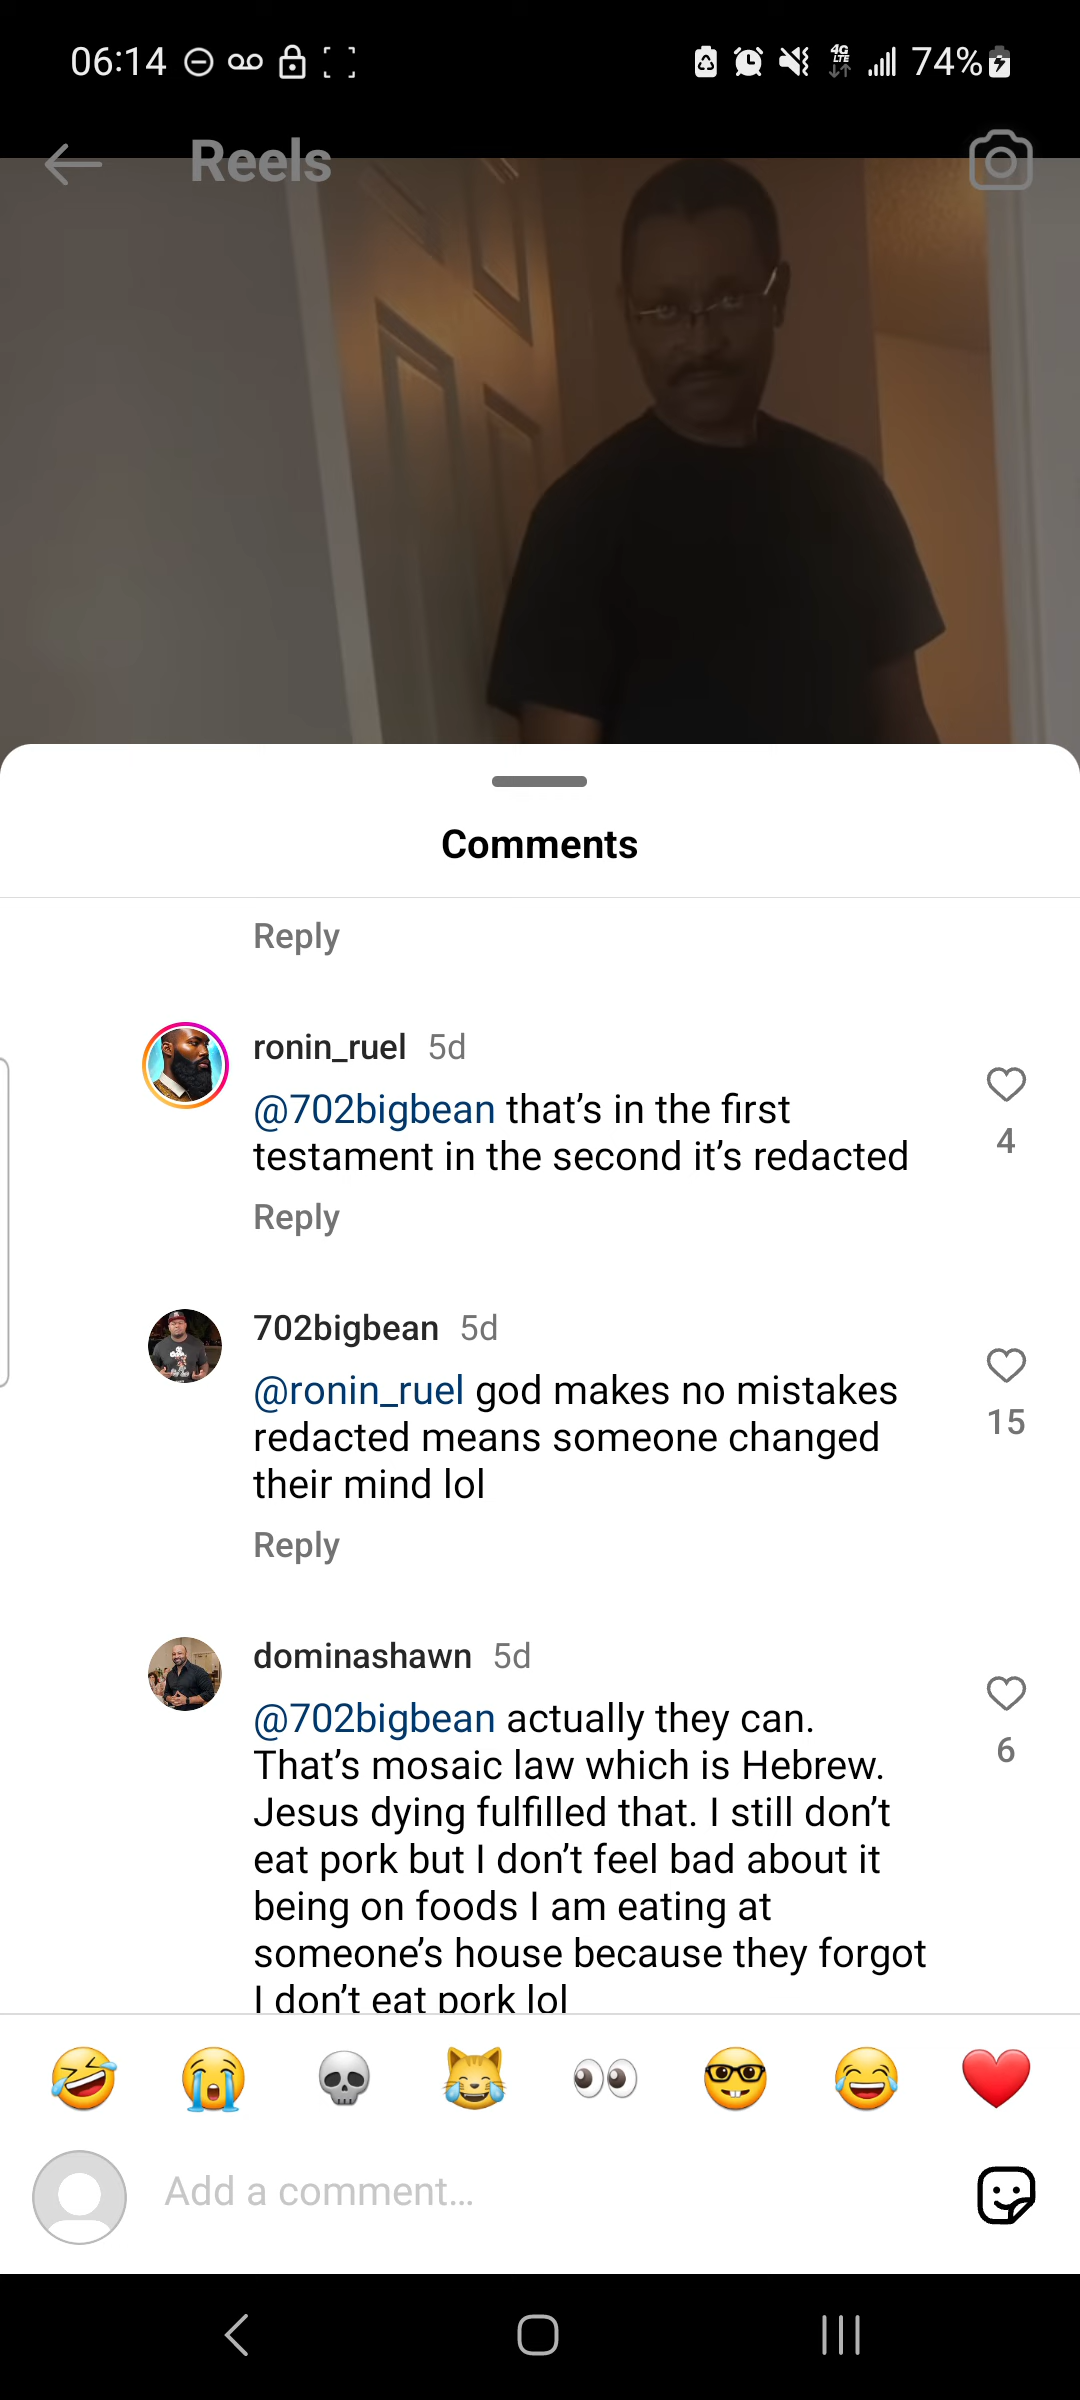 06:14
4G
LTE
74%
Reels
Comments
Reply
ronin_ruel 5d
@702bigbean that’s in the first
testament in the second it’s redacted
4
Reply
702bigbean 5d
@ronin_ruel god makes no mistakes
redacted means someone changed
their mind lol
15
Reply
dominashawn 5d
@702bigbean actually they can.
That’s mosaic law which is Hebrew.
Jesus dying fulfilled that. I still don’t
eat pork but I don’t feel bad about it
being on foods I am eating at
someone’s house because they forgot
I don’t eat pork lol
6
Add a comment…